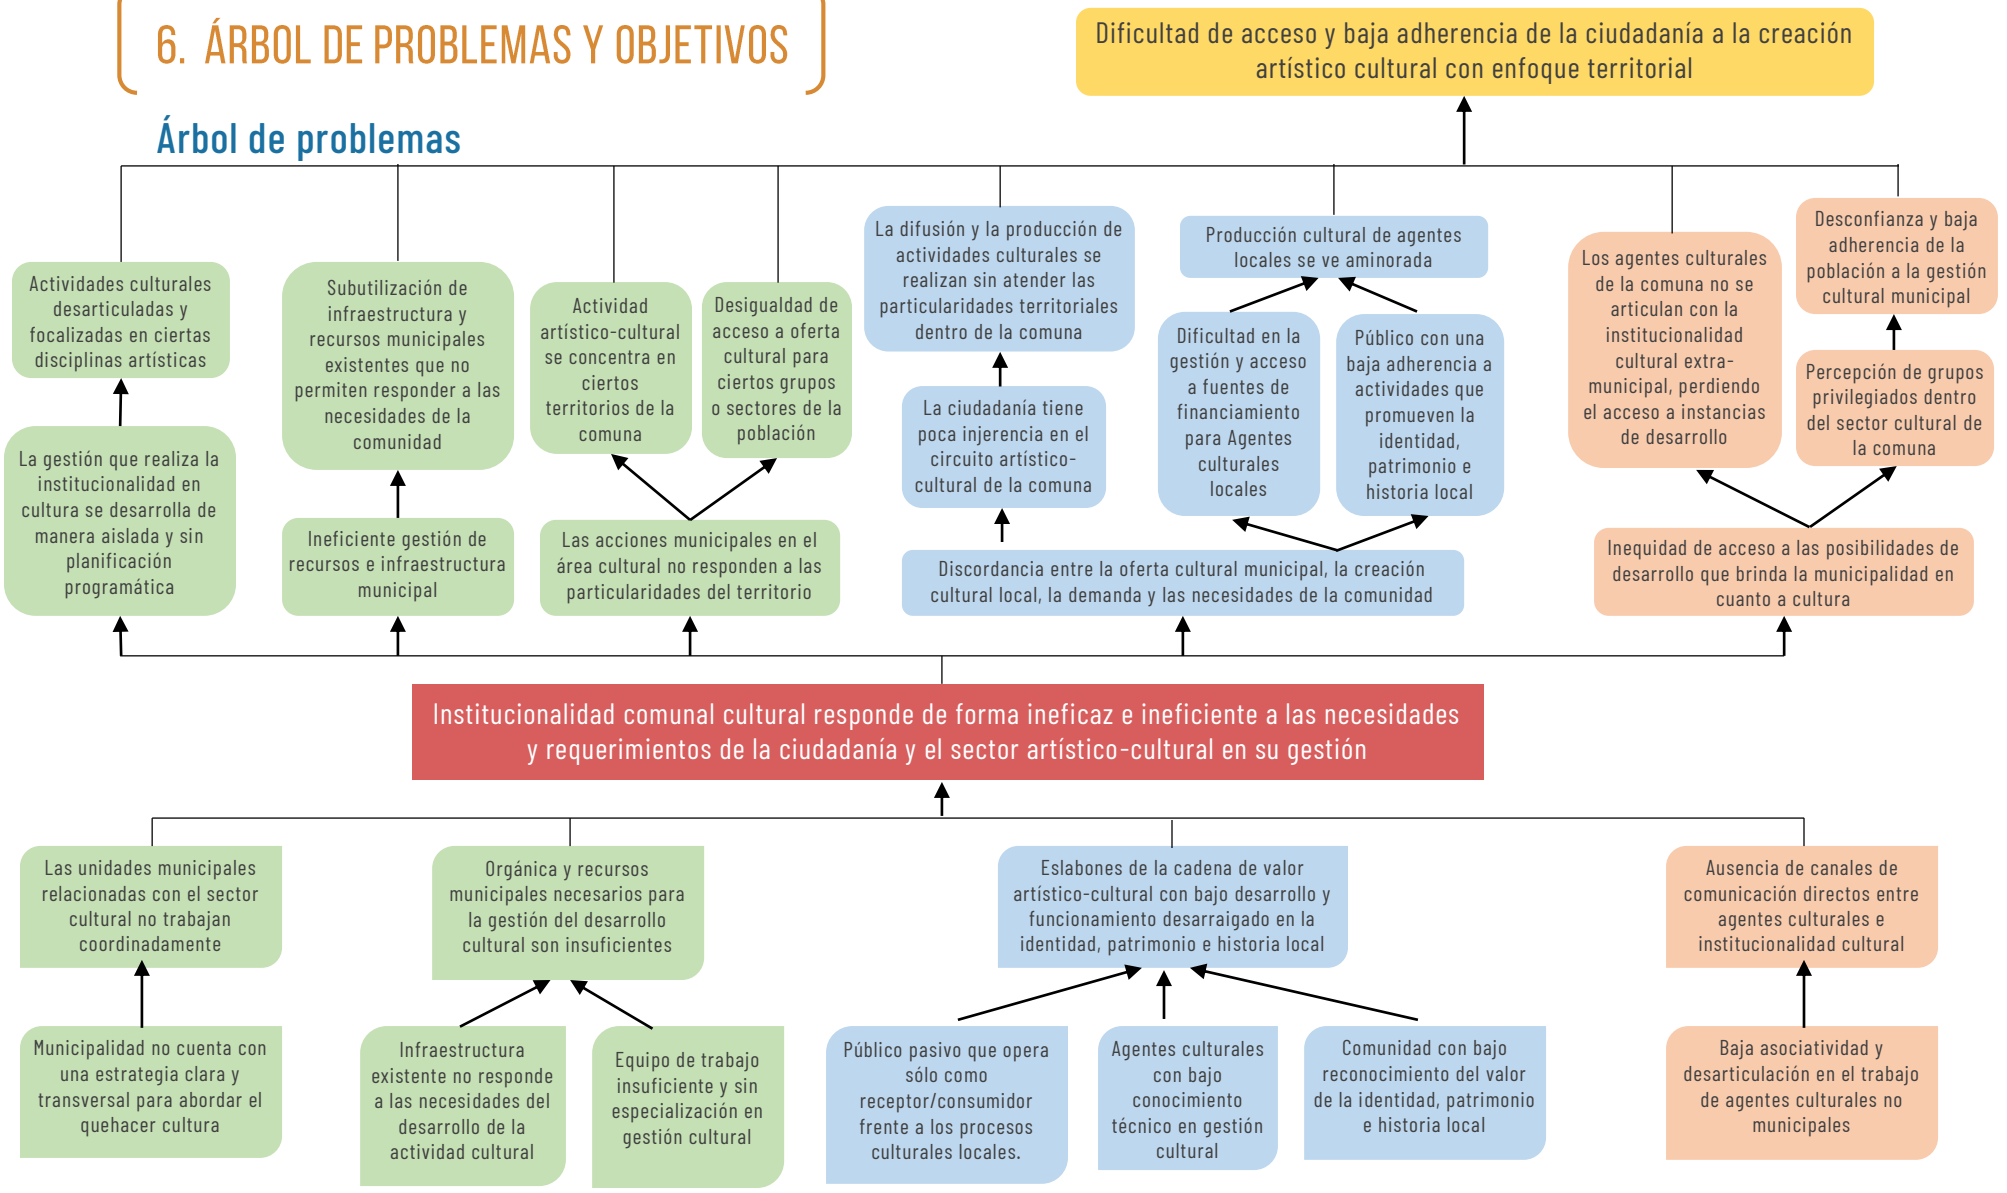 6. ÁRBOL DE PROBLEMAS Y OBJETIVOS
Dificultad de acceso y baja adherencia de la ciudadanía a la creación
artístico cultural con enfoque territorial
Árbol de problemas
Actividades culturales
desarticuladas y
focalizadas en ciertas
disciplinas artísticas
La gestión que realiza la
institucionalidad en
cultura se desarrolla de
manera aislada y sin
planificación
programática
Subutilización de
infraestructura y
recursos municipales
existentes que no
permiten responder a las
necesidades de la
comunidad
Ineficiente gestión de
recursos e infraestructura
municipal
Actividad
artístico-cultural
se concentra en
ciertos
territorios de la
comuna
Desigualdad de
acceso a oferta
cultural para
ciertos grupos
o sectores de la
población
Las acciones municipales en el
área cultural no responden a las
particularidades del territorio
La difusión y la producción de
actividades culturales se
realizan sin atender las
particularidades territoriales
dentro de la comuna
La ciudadanía tiene
poca injerencia en el
circuito artístico-
cultural de la comuna
Producción cultural de agentes
locales se ve aminorada
Dificultad en la
gestión y acceso
a fuentes de
financiamiento
para Agentes
culturales
locales
Público con una
baja adherencia a
actividades que
promueven la
identidad,
patrimonio e
historia local
Discordancia entre la oferta cultural municipal, la creación
cultural local, la demanda y las necesidades de la comunidad
Los agentes culturales
de la comuna no se
articulan con la
institucionalidad
cultural extra-
municipal, perdiendo
el acceso a instancias
de desarrollo
Desconfianza y baja
adherencia de la
población a la gestión
cultural municipal
Percepción de grupos
privilegiados dentro
del sector cultural de
la comuna
Inequidad de acceso a las posibilidades de
desarrollo que brinda la municipalidad en
cuanto a cultura
Institucionalidad comunal cultural responde de forma ineficaz e ineficiente a las necesidades
y requerimientos de la ciudadanía y el sector artístico-cultural en su gestión
Las unidades municipales
relacionadas con el sector
cultural no trabajan
coordinadamente
Orgánica y recursos
municipales necesarios para
la gestión del desarrollo
cultural son insuficientes
Eslabones de la cadena de valor
artístico-cultural con bajo desarrollo y
funcionamiento desarraigado en la
identidad, patrimonio e historia local
Ausencia de canales de
comunicación directos entre
agentes culturales e
institucionalidad cultural
Municipalidad no cuenta con
una estrategia clara y
transversal para abordar el
quehacer cultura
Infraestructura
existente no responde
a las necesidades del
desarrollo de la
actividad cultural
Equipo de trabajo
insuficiente y sin
especialización en
gestión cultural
Público pasivo que opera
sólo como
receptor/consumidor
frente a los procesos
culturales locales.
Agentes culturales
con bajo
conocimiento
técnico en gestión
cultural
Comunidad con bajo
reconocimiento del valor
de la identidad, patrimonio
e historia local
Baja asociatividad y
desarticulación en el trabajo
de agentes culturales no
municipales